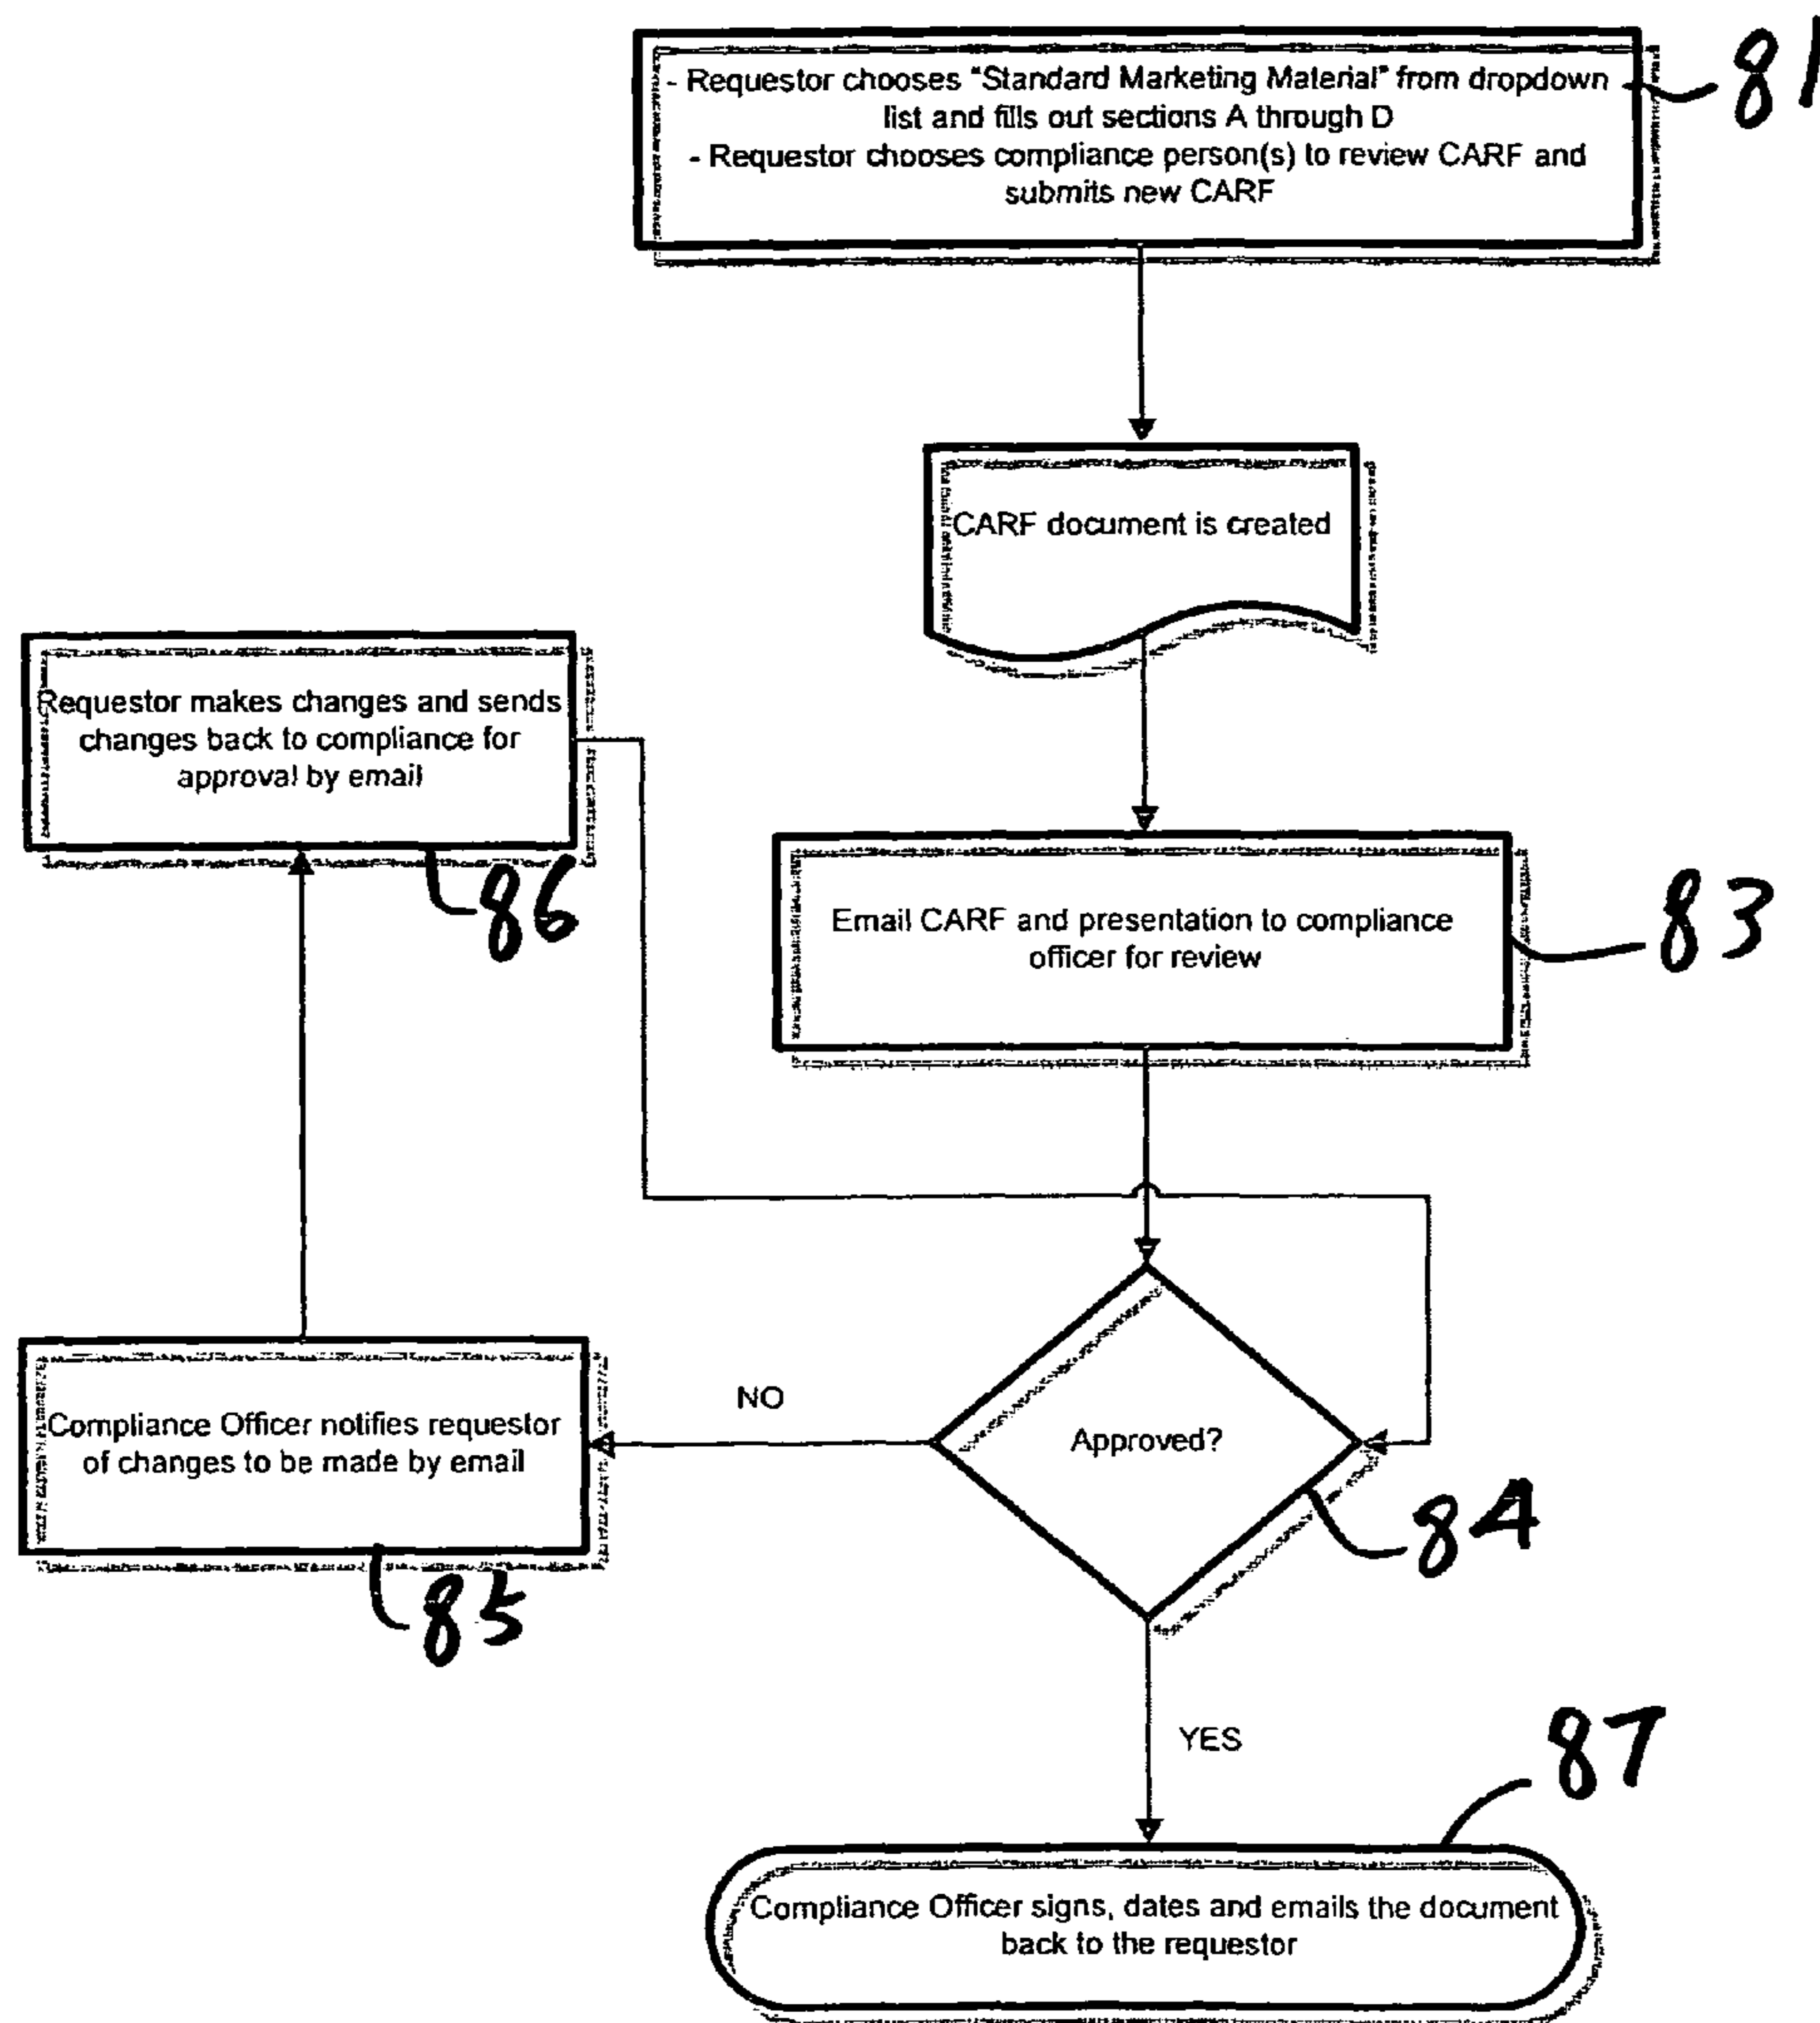 - Requestor chooses "Standard Marketing Material" from dropdown
list and fills out sections A through D
- Requestor chooses compliance person(s) to review CARF and
submits new CARF
81
CARF document is created
Requestor makes changes and sends
changes back to compliance for
approval by email
86
Email CARF and presentation to compliance
officer for review
83
Approved?
84
NO
Compliance Officer notifies requestor
of changes to be made by email
85
YES
87
Compliance Officer signs, dates and emails the document
back to the requestor